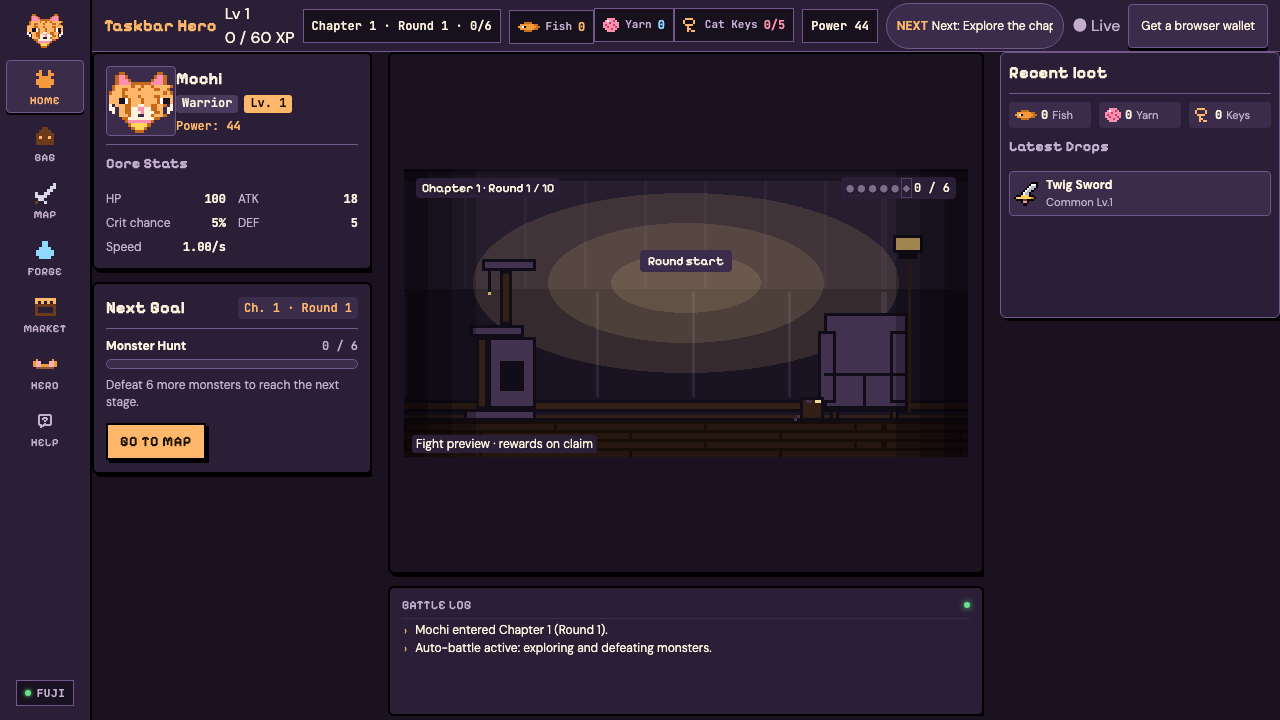 Taskbar Hero
Lv 1
0 / 60 XP
Chapter 1 · Round 1 · 0/6
Fish 0
Yarn 0
Cat Keys 0/5
Power 44
NEXT Next: Explore the chap
Live
Get a browser wallet
HOME
BAG
MAP
FORGE
MARKET
HERO
HELP
FUJI
Mochi
Warrior Lv. 1
Power: 44
Core Stats
HP 100 ATK 18
Crit chance 5% DEF 5
Speed 1.00/s
Next Goal Ch. 1 · Round 1
Monster Hunt 0 / 6
Defeat 6 more monsters to reach the next
stage.
GO TO MAP
Chapter 1 · Round 1 / 10
0 / 6
Round start
Fight preview · rewards on claim
BATTLE LOG
› Mochi entered Chapter 1 (Round 1).
› Auto-battle active: exploring and defeating monsters.
Recent loot
0 Fish
0 Yarn
0 Keys
Latest Drops
Twig Sword
Common Lv.1